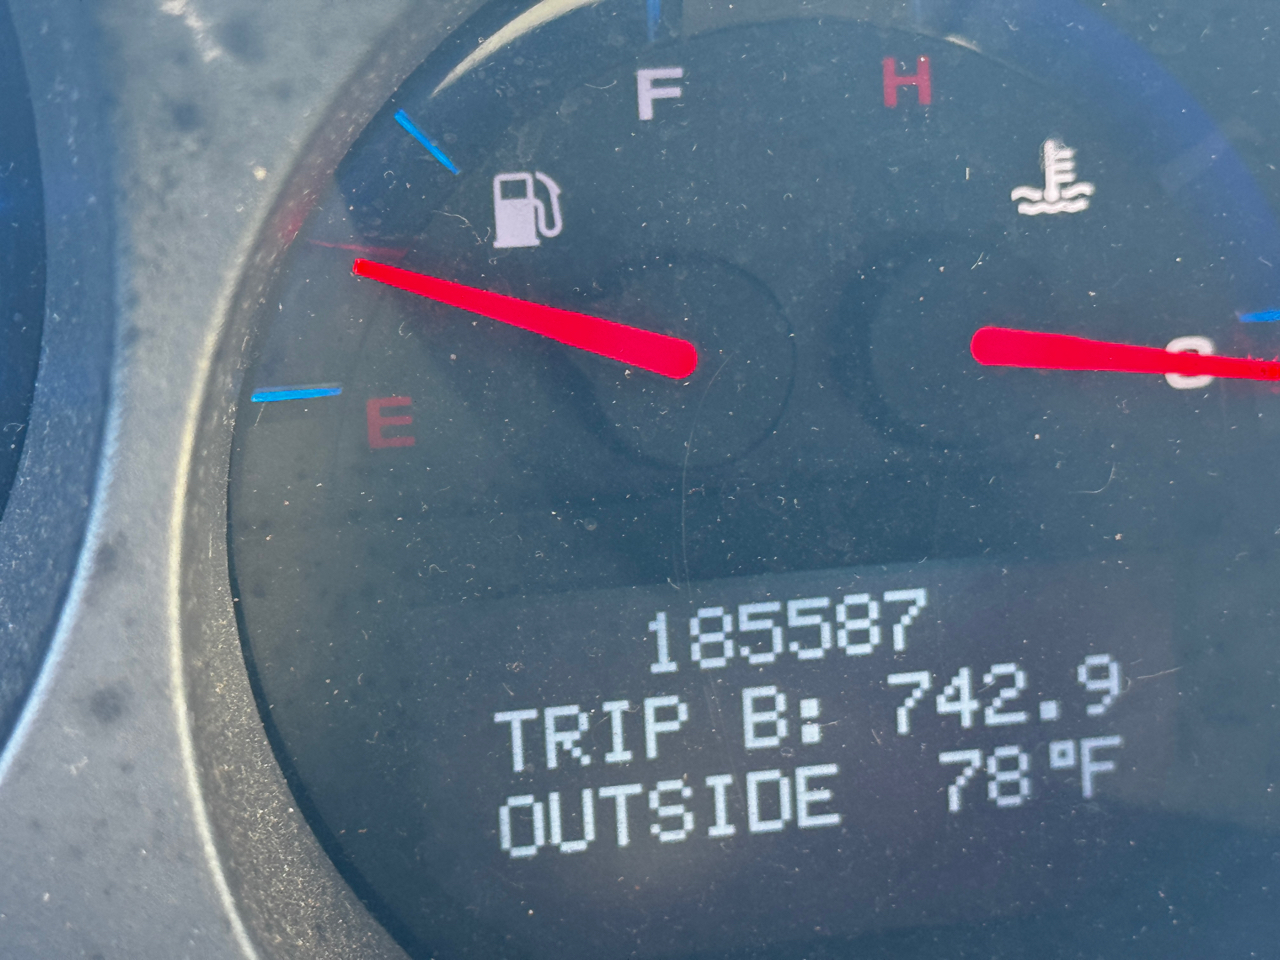 F H
E C
185587
TRIP B: 742.9
OUTSIDE 78°F